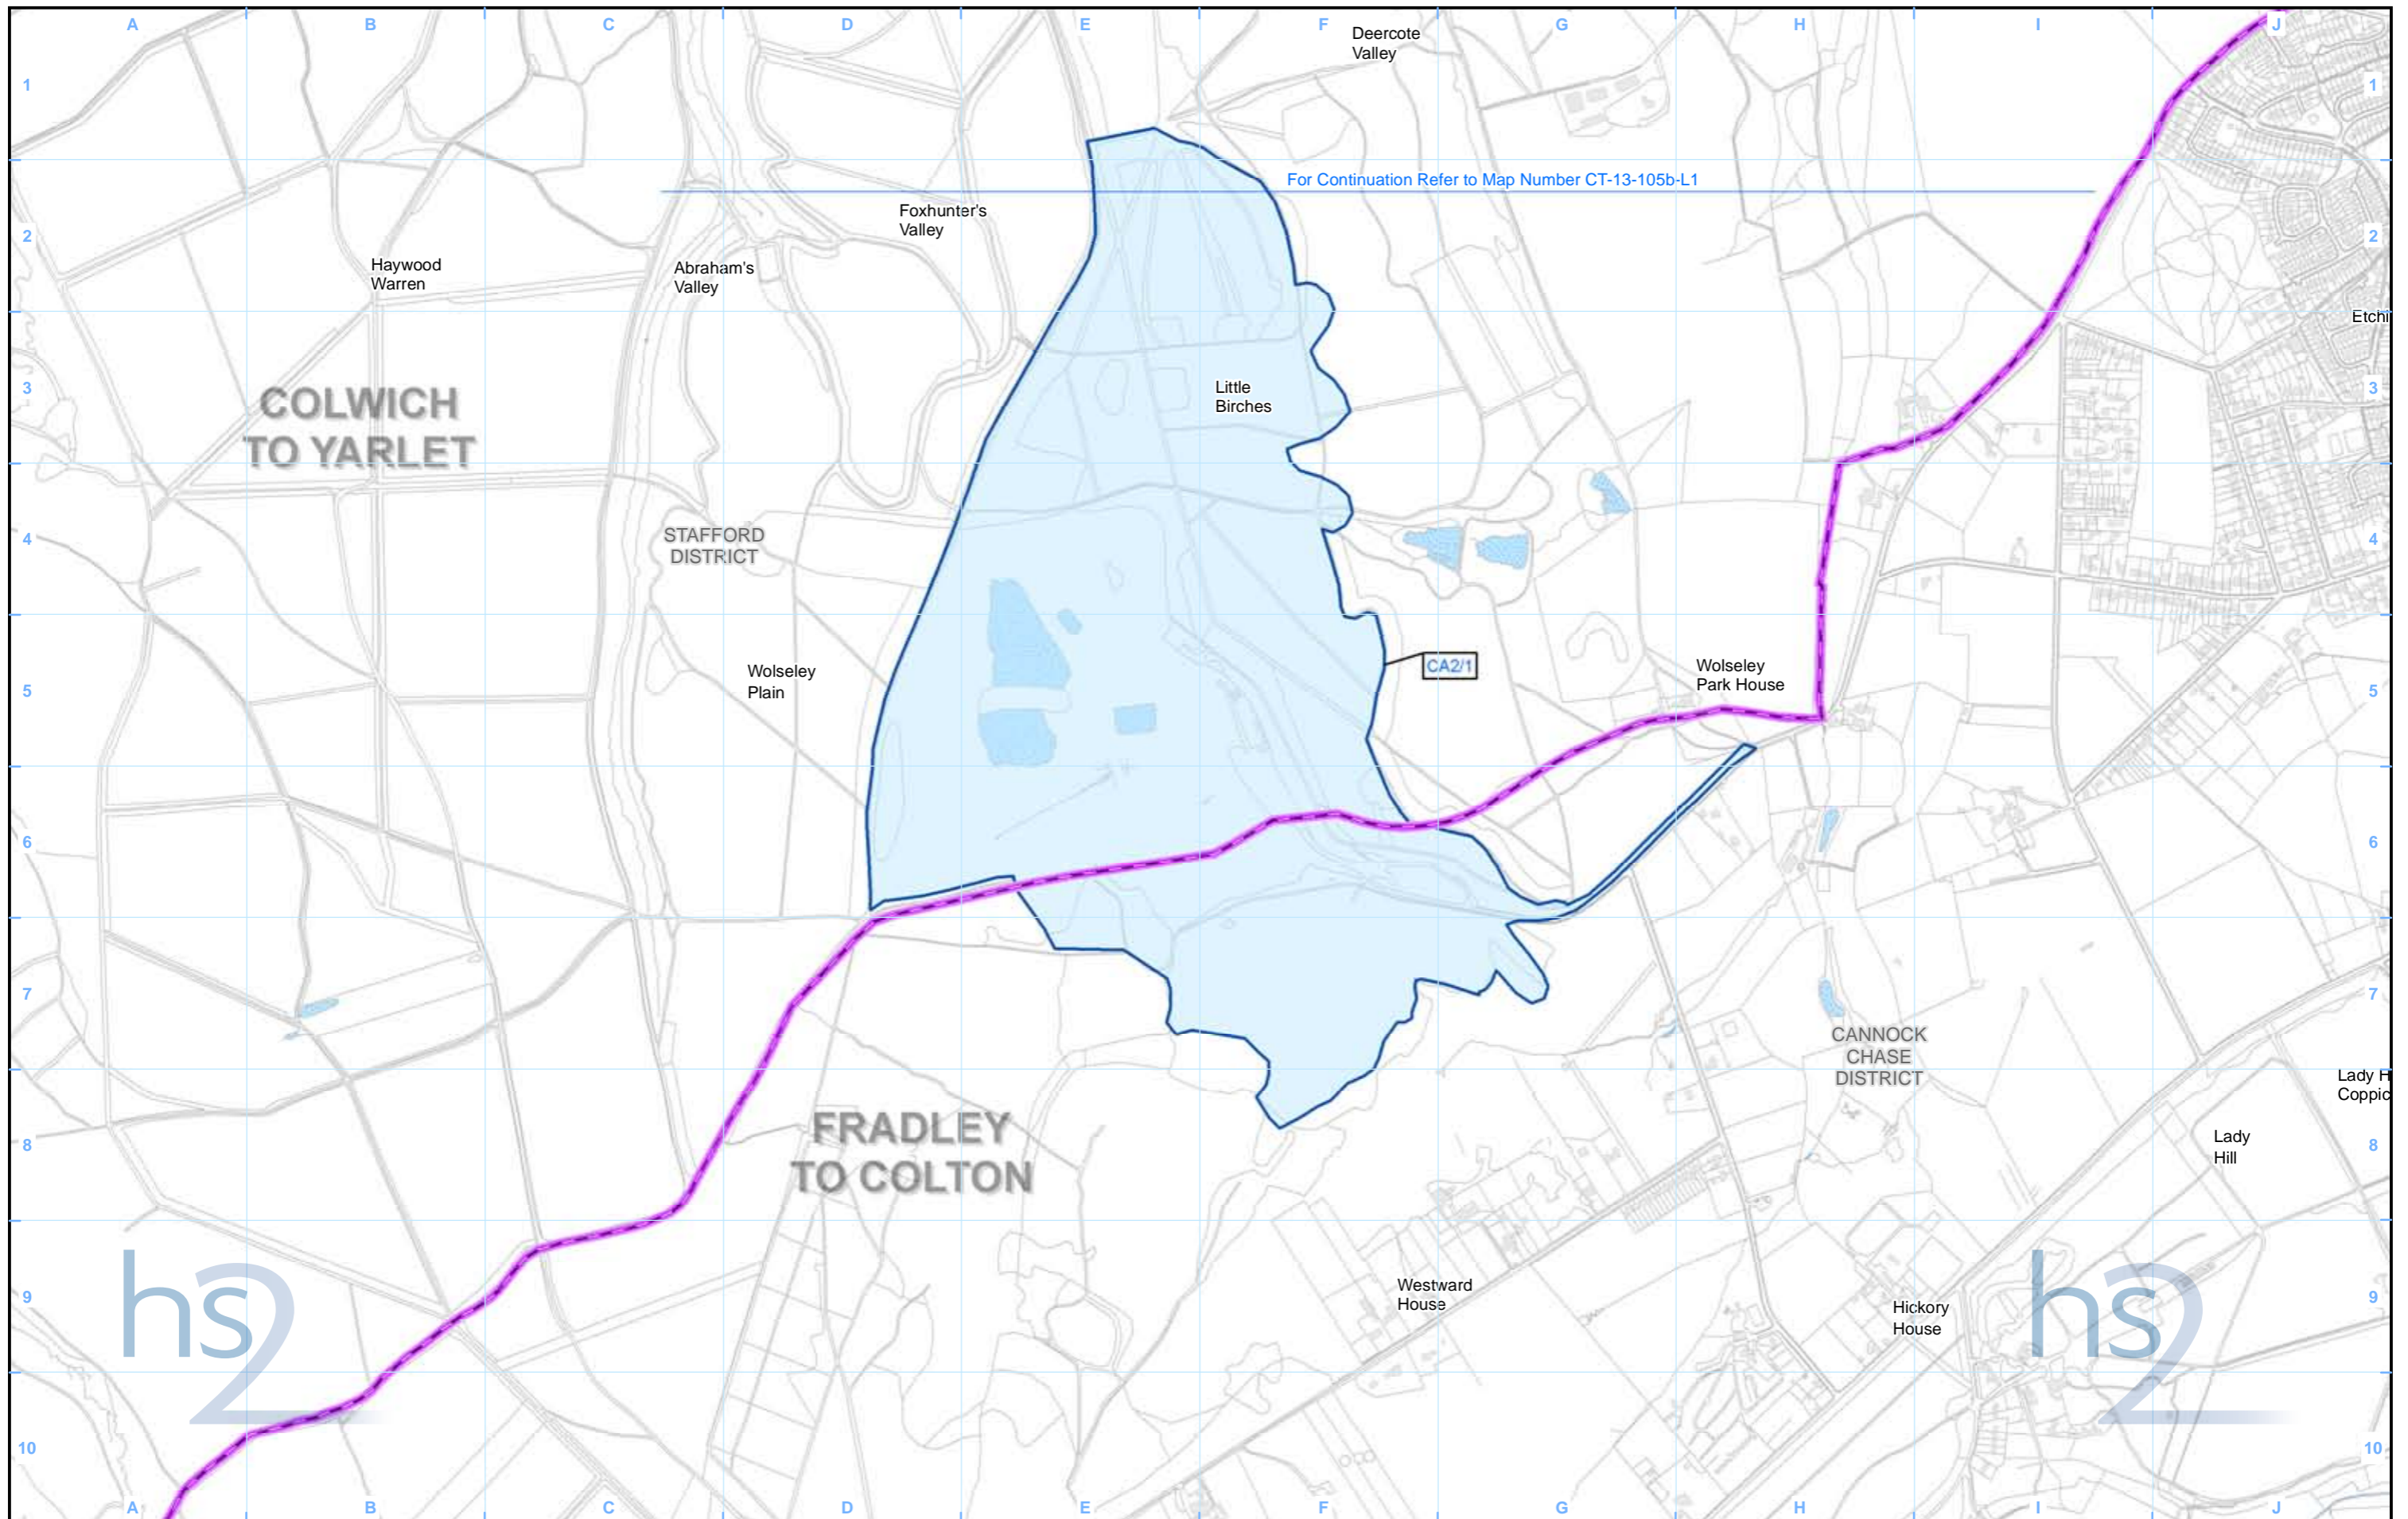 A B C D E F G H I J
Deercote
Valley
1 1
For Continuation Refer to Map Number CT-13-105b-L1
Foxhunter's
Valley
2 2
Haywood
Warren
Abraham's
Valley
Etchi
3 3
Little
Birches
COLWICH
TO YARLET
STAFFORD
DISTRICT
4 4
CA2/1
Wolseley
Plain
Wolseley
Park House
5 5
6 6
7 7
CANNOCK
CHASE
DISTRICT
Lady H
Coppic
FRADLEY
TO COLTON
8 8
Lady
Hill
Westward
House
9 9
Hickory
House
hs2
hs2
10 10
A B C D E F G H I J